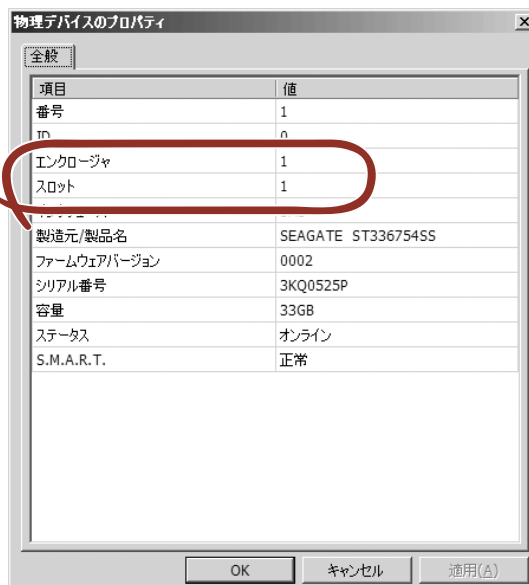 物理デバイスのプロパティ
全般
項目 値
番号 1
ID 0
エンクロージャ 1
スロット 1
製造元/製品名 SEAGATE ST336754SS
ファームウェアバージョン 0002
シリアル番号 3KQ0525P
容量 33GB
ステータス オンライン
S.M.A.R.T. 正常
OK キャンセル 適用(A)